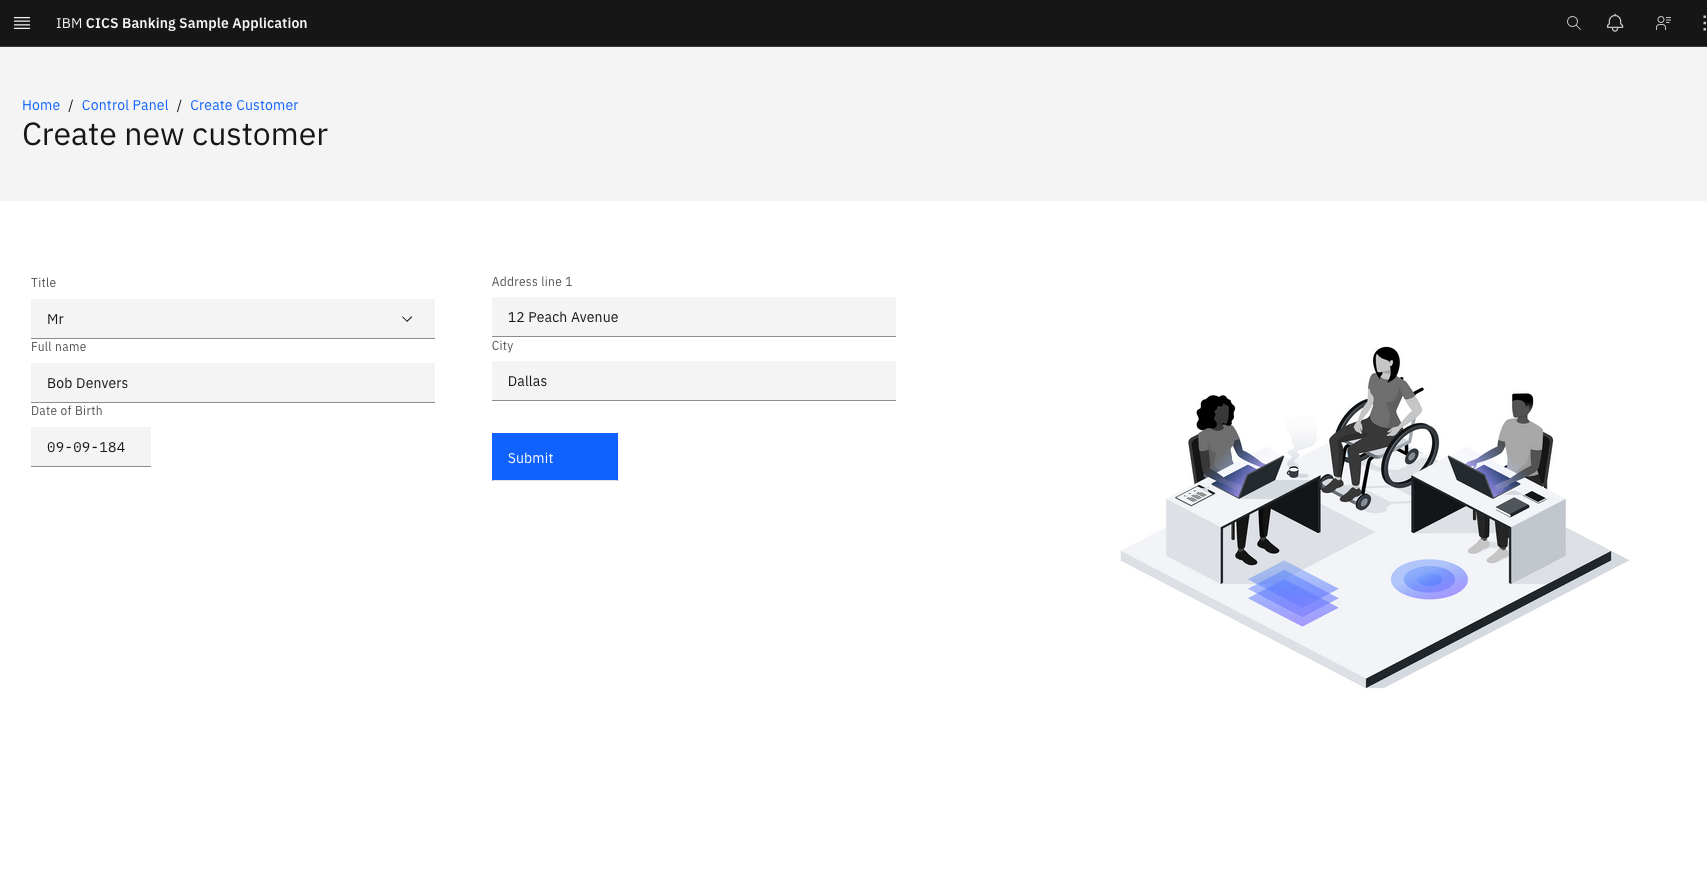 IBM CICS Banking Sample Application
Home / Control Panel / Create Customer
Create new customer
Title
Mr
Full name
Bob Denvers
Date of Birth
09-09-184
Address line 1
12 Peach Avenue
City
Dallas
Submit